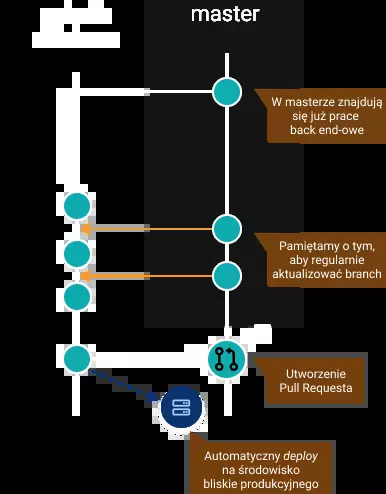 master
W masterze znajdują
się już prace
back end-owe
Pamiętamy o tym,
aby regularnie
aktualizować branch
Utworzenie
Pull Requesta
Automatyczny deploy
na środowisko
bliskie produkcyjnego